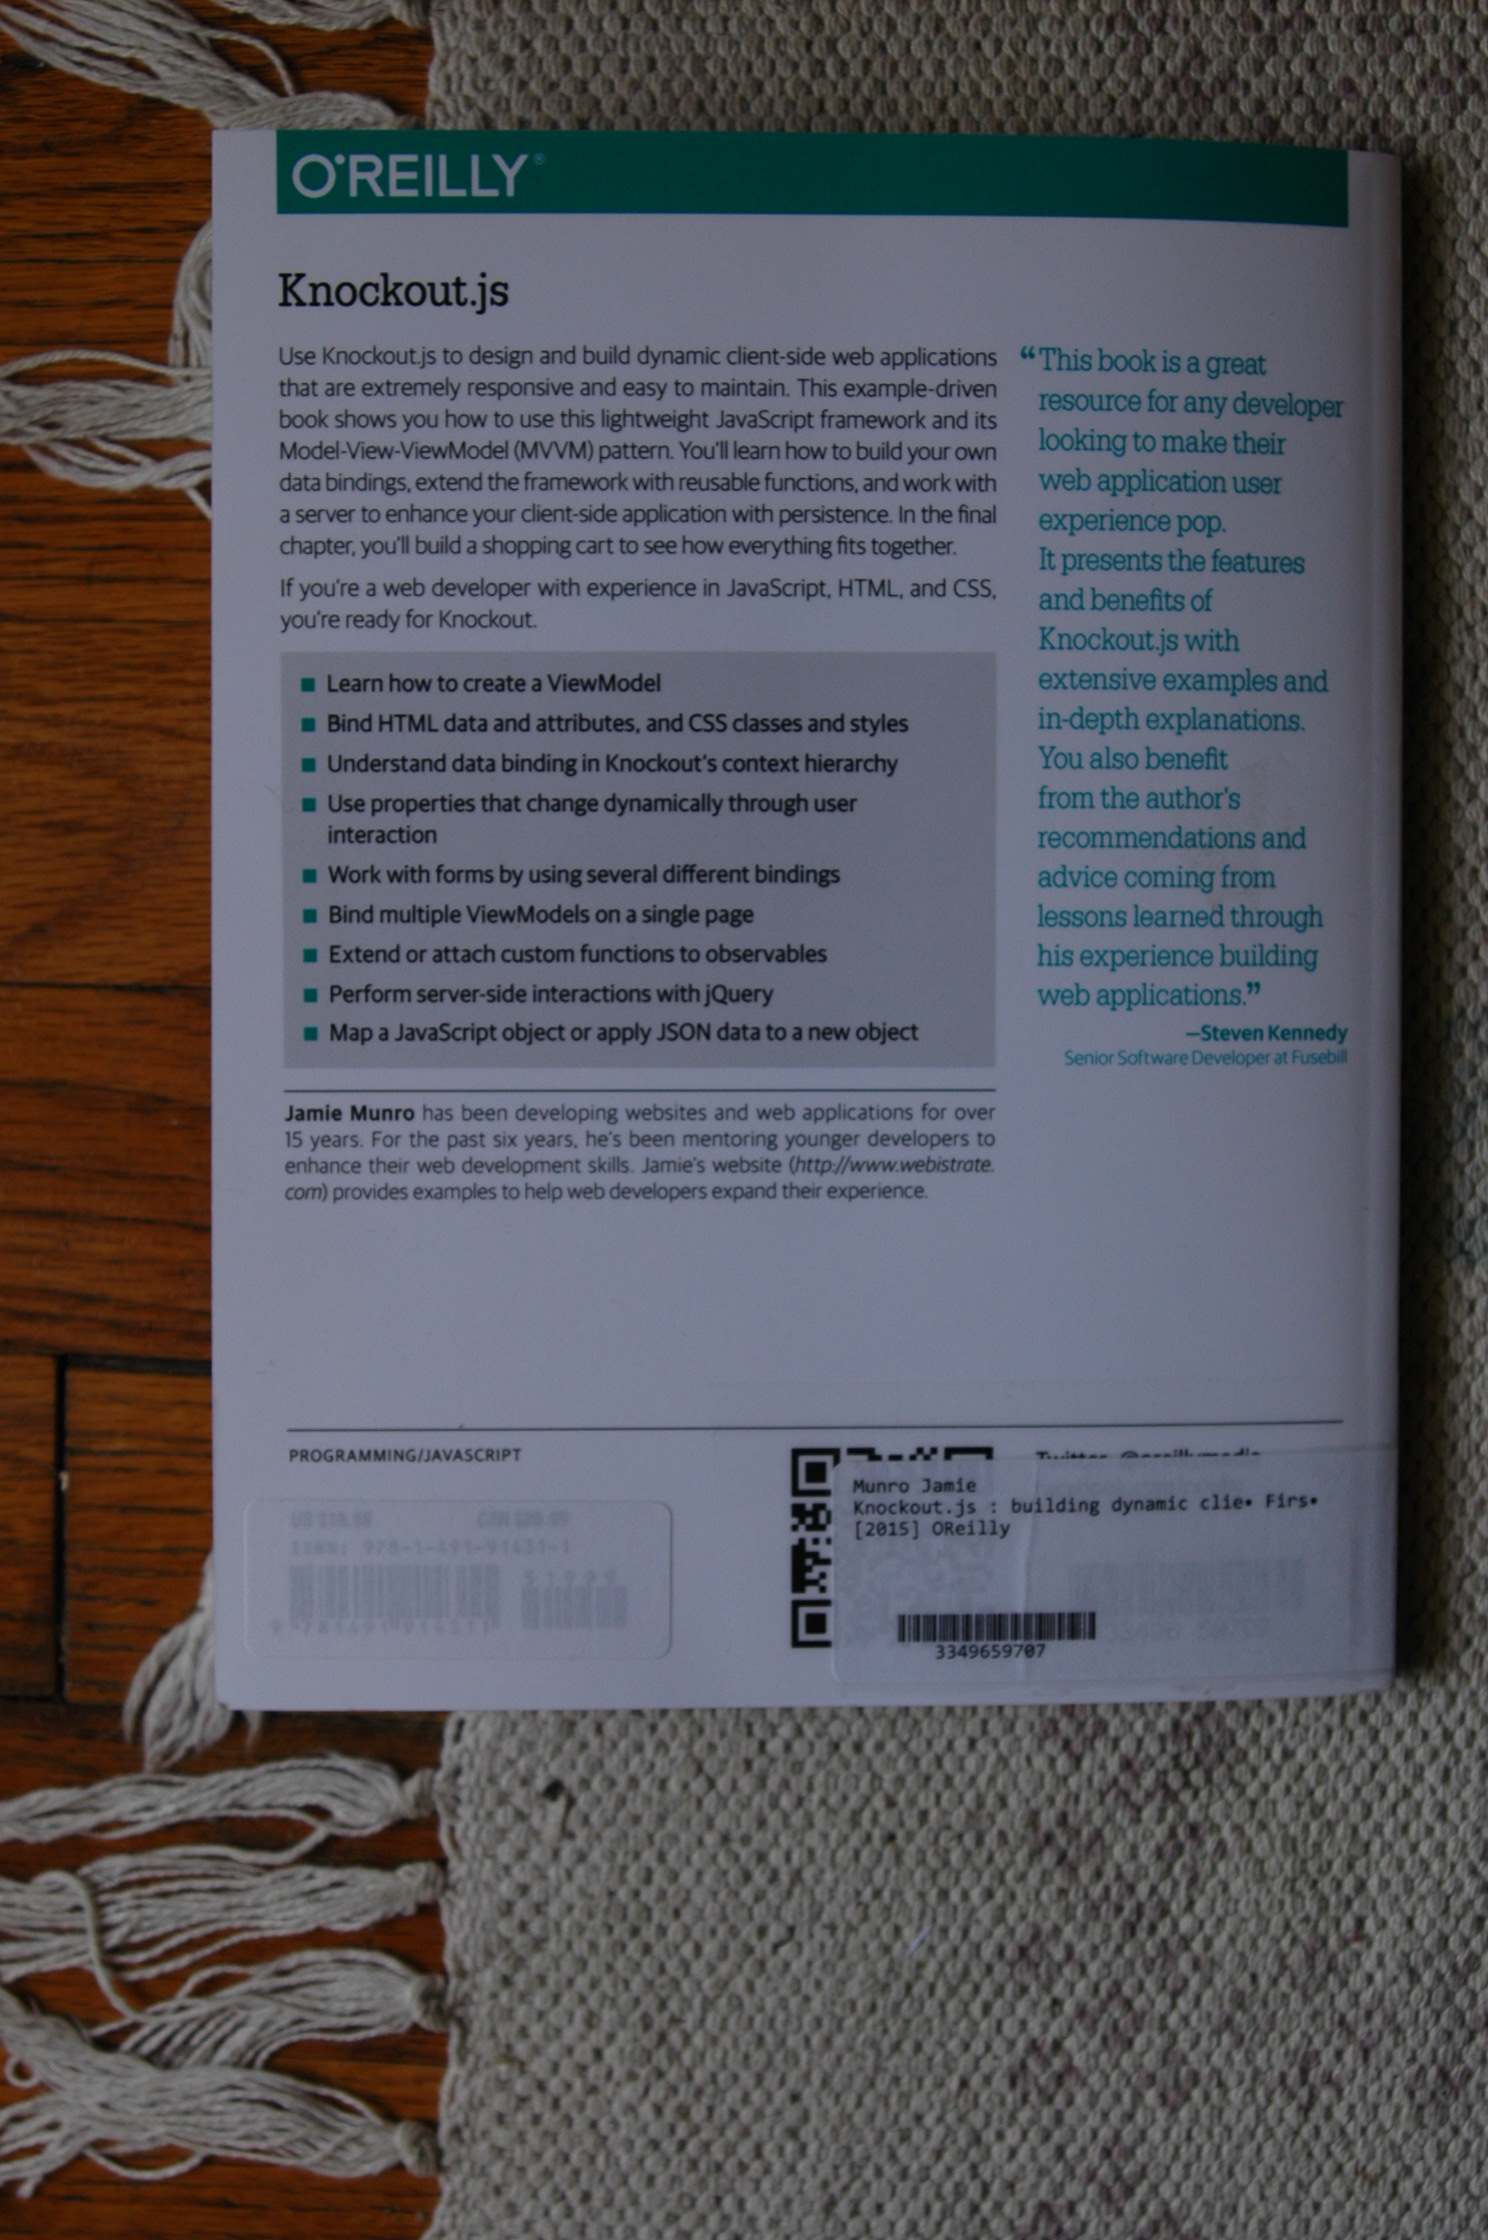 O'REILLY®
Knockout.js
Use Knockout.js to design and build dynamic client-side web applications
that are extremely responsive and easy to maintain. This example-driven
book shows you how to use this lightweight JavaScript framework and its
Model-View-ViewModel (MVVM) pattern. You'll learn how to build your own
data bindings, extend the framework with reusable functions, and work with
a server to enhance your client-side application with persistence. In the final
chapter, you'll build a shopping cart to see how everything fits together.
If you're a web developer with experience in JavaScript, HTML, and CSS,
you're ready for Knockout.
■ Learn how to create a ViewModel
■ Bind HTML data and attributes, and CSS classes and styles
■ Understand data binding in Knockout's context hierarchy
■ Use properties that change dynamically through user
interaction
■ Work with forms by using several different bindings
■ Bind multiple ViewModels on a single page
■ Extend or attach custom functions to observables
■ Perform server-side interactions with jQuery
■ Map a JavaScript object or apply JSON data to a new object
Jamie Munro has been developing websites and web applications for over
15 years. For the past six years, he's been mentoring younger developers to
enhance their web development skills. Jamie's website (http://www.webistrate.
com) provides examples to help web developers expand their experience.
“This book is a great
resource for any developer
looking to make their
web application user
experience pop.
It presents the features
and benefits of
Knockout.js with
extensive examples and
in-depth explanations.
You also benefit
from the author's
recommendations and
advice coming from
lessons learned through
his experience building
web applications.”
—Steven Kennedy
Senior Software Developer at Fusebill
PROGRAMMING/JAVASCRIPT
US $19.99 CAN $20.99
ISBN: 978-1-491-91431-1
9 781491 914311
51999
Twitter: @oreillymedia
Munro Jamie
Knockout.js : building dynamic clie• Firs•
[2015] OReilly
3349659707